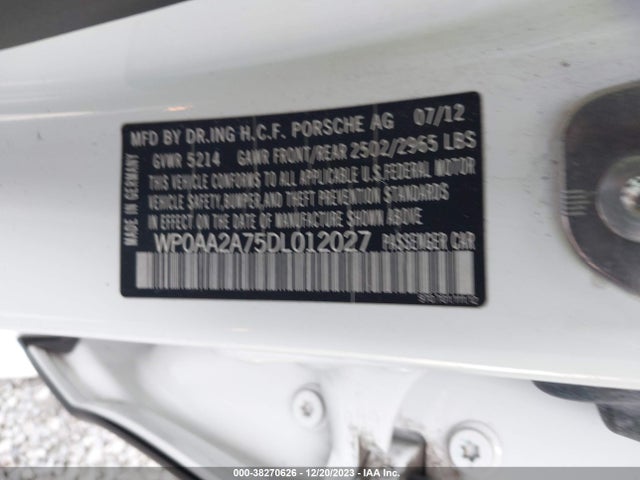 MFD BY DR.ING H.C.F. PORSCHE AG 07/12
GVWR 5214 GAWR FRONT/REAR 2502/2965 LBS
THIS VEHICLE CONFORMS TO ALL APPLICABLE U.S.FEDERAL MOTOR
VEHICLE SAFETY,BUMPER,AND THEFT PREVENTION STANDARDS
IN EFFECT ON THE DATE OF MANUFACTURE SHOWN ABOVE.
WP0AA2A75DL012027 PASSENGER CAR
MADE IN GERMANY
000-38270626 - 12/20/2023 - IAA Inc.